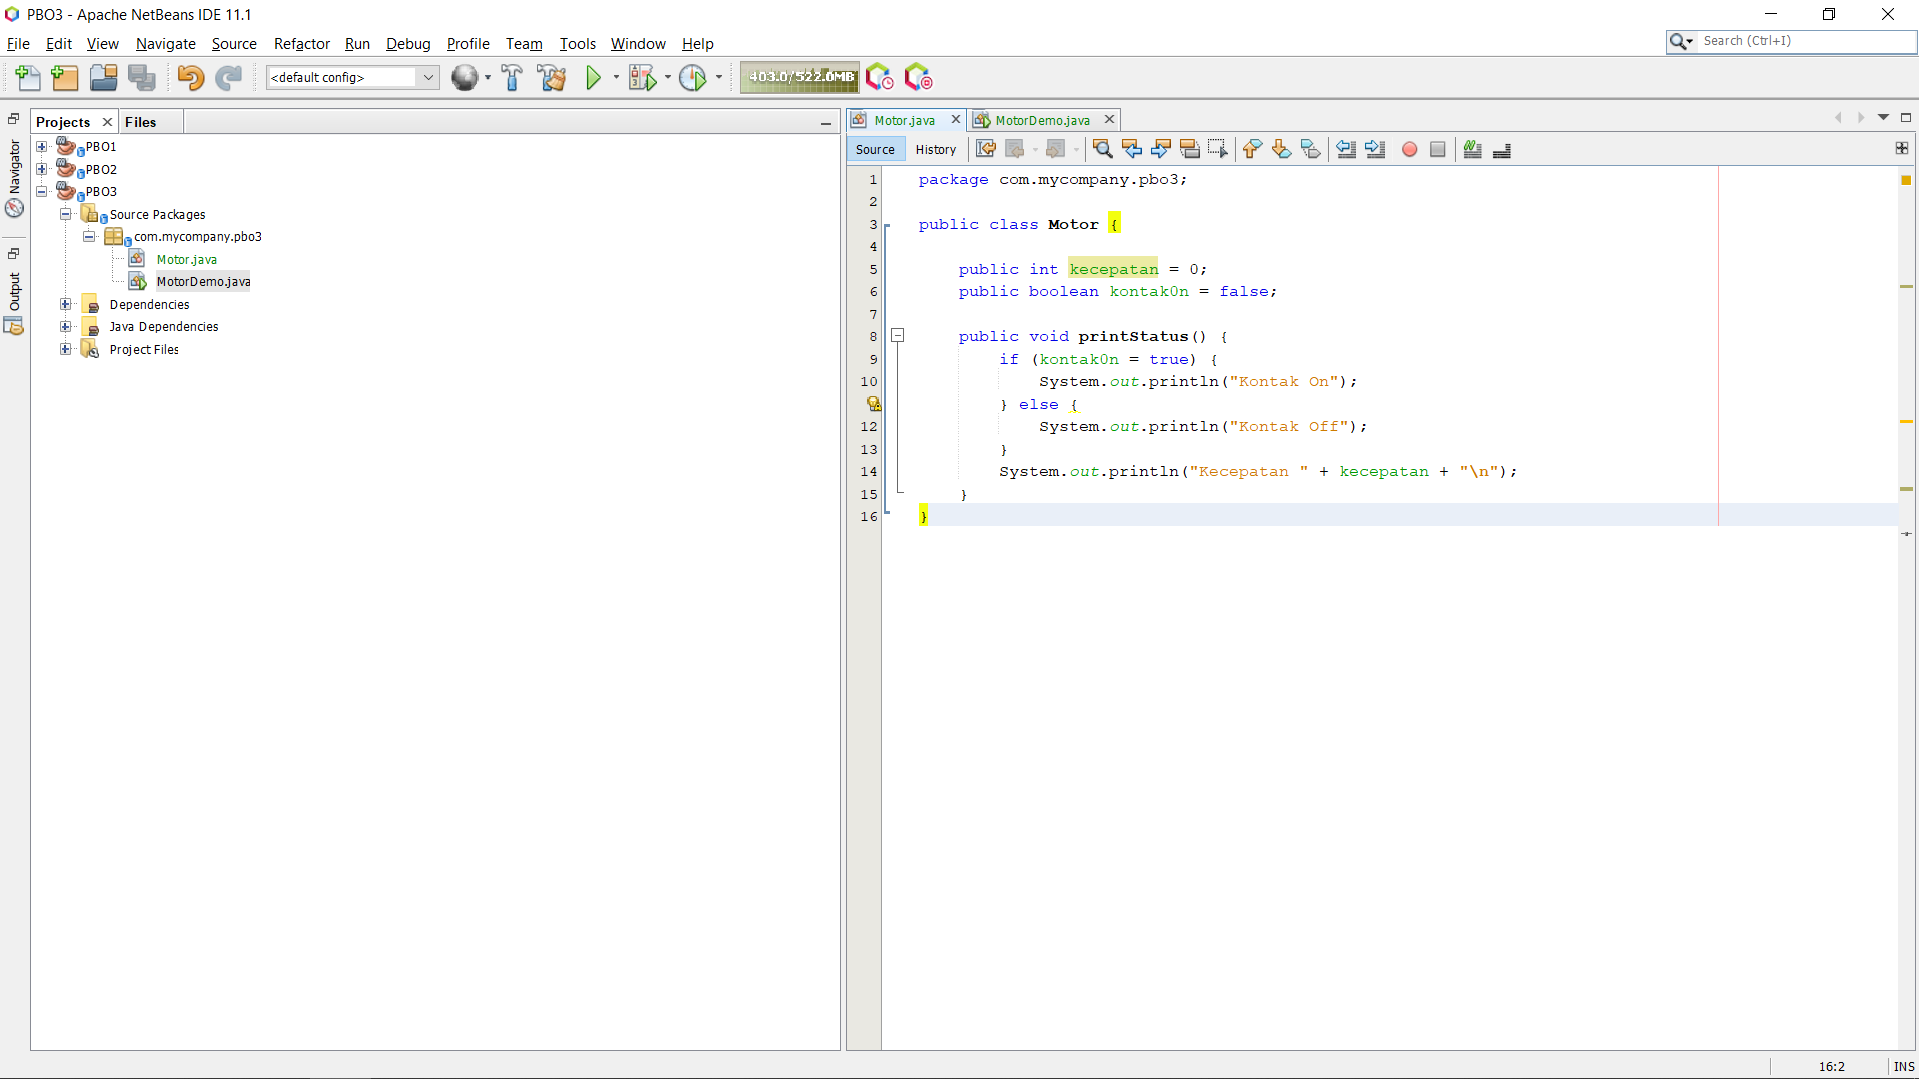 PBO3 - Apache NetBeans IDE 11.1
File Edit View Navigate Source Refactor Run Debug Profile Team Tools Window Help
Search (Ctrl+I)
<default config>
403.0/522.0MB
Projects Files
Motor.java MotorDemo.java
Navigator
Output
PBO1
PBO2
PBO3
Source Packages
com.mycompany.pbo3
Motor.java
MotorDemo.java
Dependencies
Java Dependencies
Project Files
Source History
1 package com.mycompany.pbo3;
2
3 public class Motor {
4
5 public int kecepatan = 0;
6 public boolean kontakOn = false;
7
8 public void printStatus() {
9 if (kontakOn = true) {
10 System.out.println("Kontak On");
} else {
12 System.out.println("Kontak Off");
13 }
14 System.out.println("Kecepatan " + kecepatan + "\n");
15 }
16 }
16:2 INS